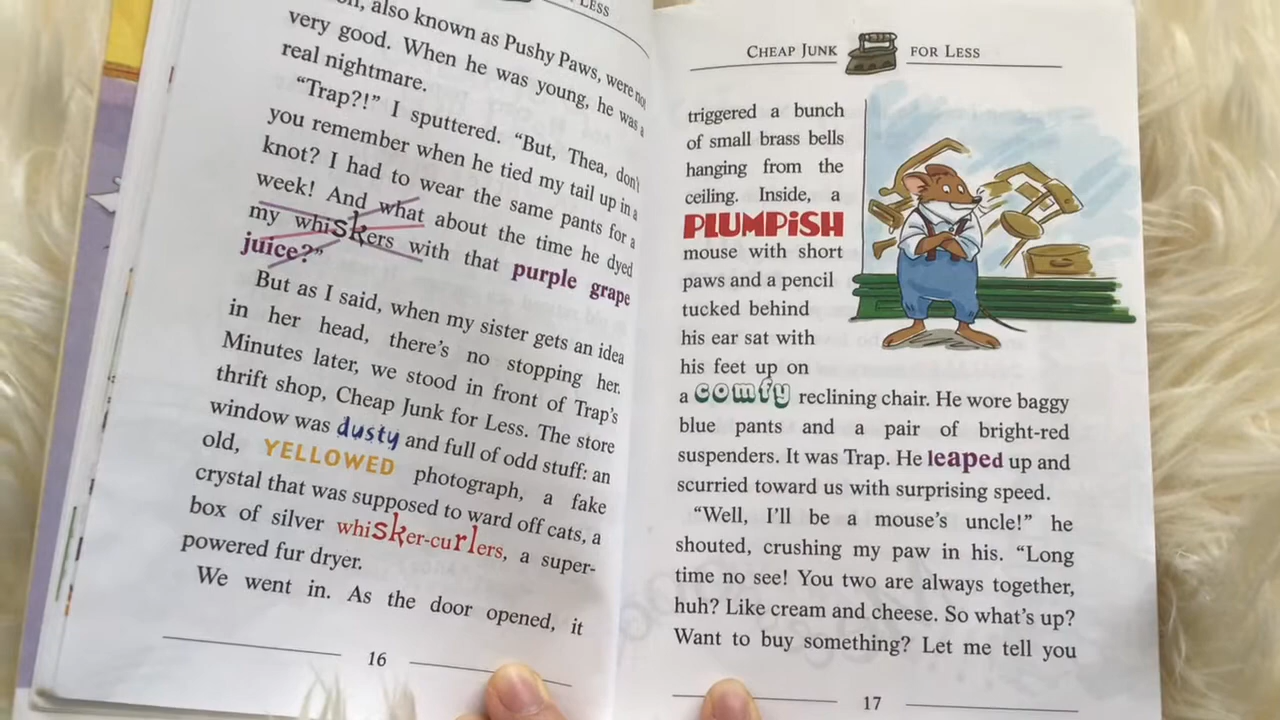 LESS
also known as Pushy Paws, were not
very good. When he was young, he was a
real nightmare.
“Trap?!” I sputtered. “But, Thea, don’t
you remember when he tied my tail up in a
knot? I had to wear the same pants for a
week! And what about the time he dyed
my whiskers with that purple grape
juice?”
But as I said, when my sister gets an idea
in her head, there’s no stopping her.
Minutes later, we stood in front of Trap’s
thrift shop, Cheap Junk for Less. The store
window was dusty and full of odd stuff: an
old, YELLOWED photograph, a fake
crystal that was supposed to ward off cats, a
box of silver whisker-curlers, a super-
powered fur dryer.
We went in. As the door opened, it
16
CHEAP JUNK FOR LESS
triggered a bunch
of small brass bells
hanging from the
ceiling. Inside, a
PLUMPiSH
mouse with short
paws and a pencil
tucked behind
his ear sat with
his feet up on
a comfy reclining chair. He wore baggy
blue pants and a pair of bright-red
suspenders. It was Trap. He leaped up and
scurried toward us with surprising speed.
“Well, I’ll be a mouse’s uncle!” he
shouted, crushing my paw in his. “Long
time no see! You two are always together,
huh? Like cream and cheese. So what’s up?
Want to buy something? Let me tell you
17